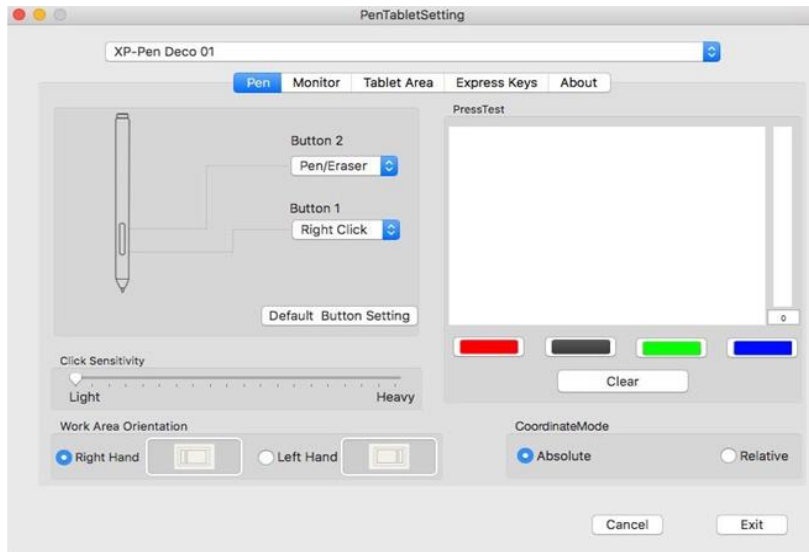 PenTabletSetting
XP-Pen Deco 01
Pen Monitor Tablet Area Express Keys About
PressTest
Button 2
Pen/Eraser
Button 1
Right Click
Default Button Setting
0
Click Sensitivity
Light Heavy
Clear
Work Area Orientation
Right Hand Left Hand
CoordinateMode
Absolute Relative
Cancel Exit